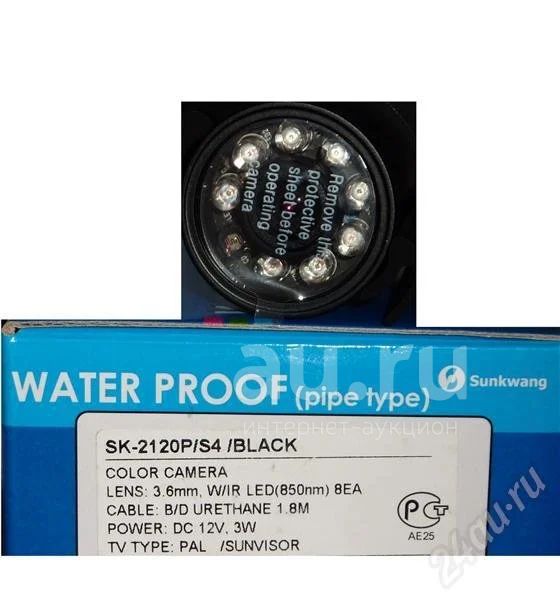 Remove this
protective
sheet before
operating
camera
au.ru
интернет-аукцион
WATER PROOF (pipe type)
Sunkwang
SK-2120P/S4 /BLACK
COLOR CAMERA
LENS: 3.6mm, W/IR LED(850nm) 8EA
CABLE: B/D URETHANE 1.8M
POWER: DC 12V, 3W
TV TYPE: PAL /SUNVISOR
АЕ25
24au.ru